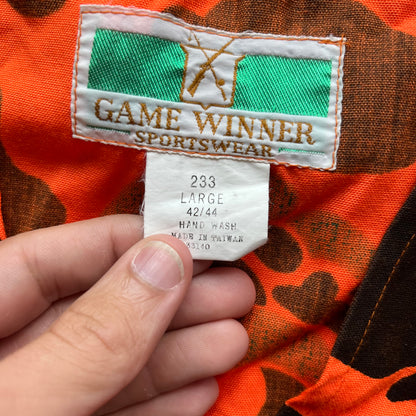 GAME WINNER
SPORTSWEAR
233
LARGE
42/44
HAND WASH
MADE IN TAIWAN